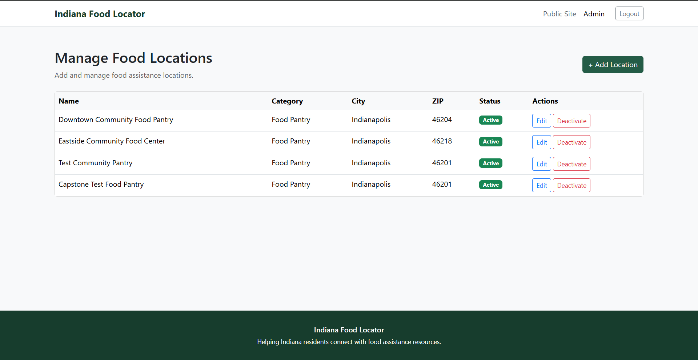 Indiana Food Locator Public Site Admin Logout
Manage Food Locations
Add and manage food assistance locations.
+ Add Location
Name Category City ZIP Status Actions
Downtown Community Food Pantry Food Pantry Indianapolis 46204 Active Edit Deactivate
Eastside Community Food Center Food Pantry Indianapolis 46218 Active Edit Deactivate
Test Community Pantry Food Pantry Indianapolis 46201 Active Edit Deactivate
Capstone Test Food Pantry Food Pantry Indianapolis 46201 Active Edit Deactivate
Indiana Food Locator
Helping Indiana residents connect with food assistance resources.